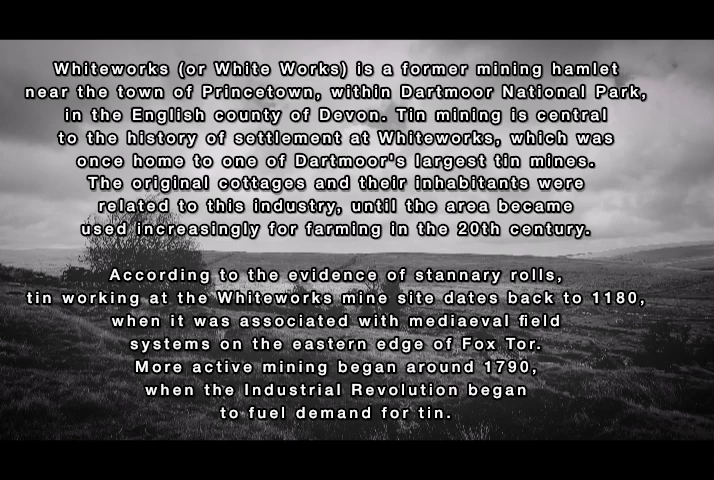 Whiteworks (or White Works) is a former mining hamlet
near the town of Princetown, within Dartmoor National Park,
in the English county of Devon. Tin mining is central
to the history of settlement at Whiteworks, which was
once home to one of Dartmoor's largest tin mines.
The original cottages and their inhabitants were
related to this industry, until the area became
used increasingly for farming in the 20th century.
According to the evidence of stannary rolls,
tin working at the Whiteworks mine site dates back to 1180,
when it was associated with mediaeval field
systems on the eastern edge of Fox Tor.
More active mining began around 1790,
when the Industrial Revolution began
to fuel demand for tin.